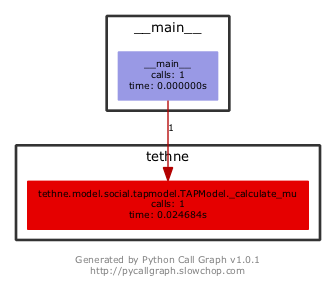 __main__
__main__
calls: 1
time: 0.000000s
1
tethne
tethne.model.social.tapmodel.TAPModel._calculate_mu
calls: 1
time: 0.024684s
Generated by Python Call Graph v1.0.1
http://pycallgraph.slowchop.com